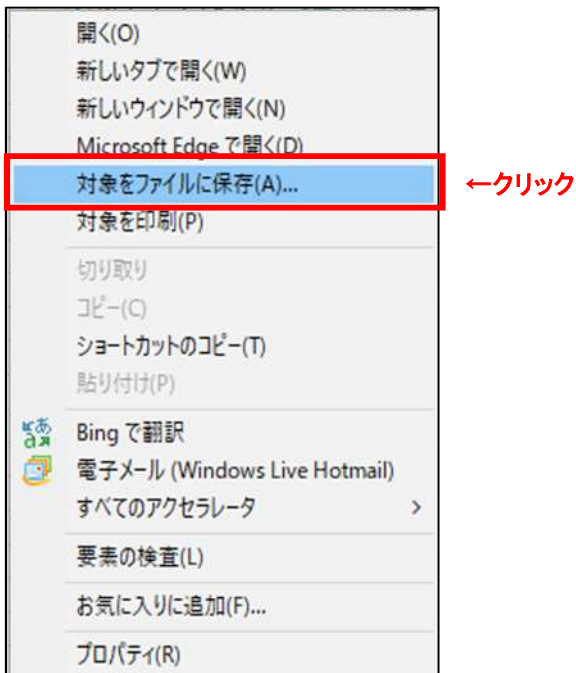 開く(O)
新しいタブで開く(W)
新しいウィンドウで開く(N)
Microsoft Edge で開く(D)
対象をファイルに保存(A)...
←クリック
対象を印刷(P)
切り取り
コピー(C)
ショートカットのコピー(T)
貼り付け(P)
Bing で翻訳
電子メール (Windows Live Hotmail)
すべてのアクセラレータ
要素の検査(L)
お気に入りに追加(F)...
プロパティ(R)